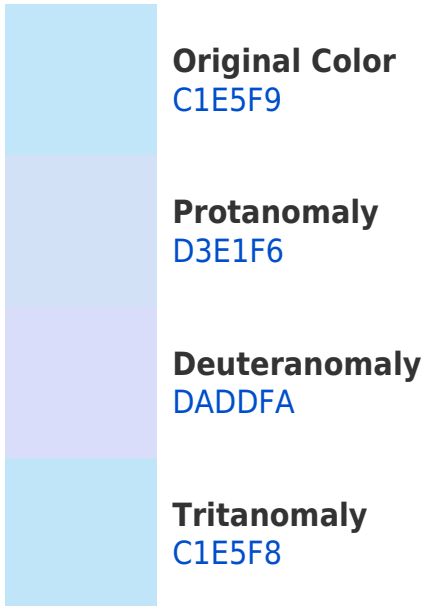 Original Color
C1E5F9
Protanomaly
D3E1F6
Deuteranomaly
DADDFA
Tritanomaly
C1E5F8